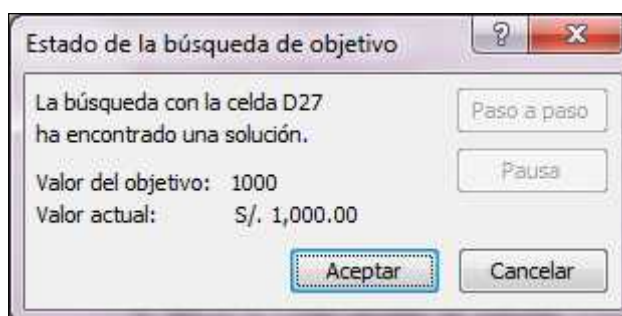 Estado de la búsqueda de objetivo
?
La búsqueda con la celda D27
ha encontrado una solución.
Paso a paso
Pausa
Valor del objetivo: 1000
Valor actual: S/. 1,000.00
Aceptar
Cancelar